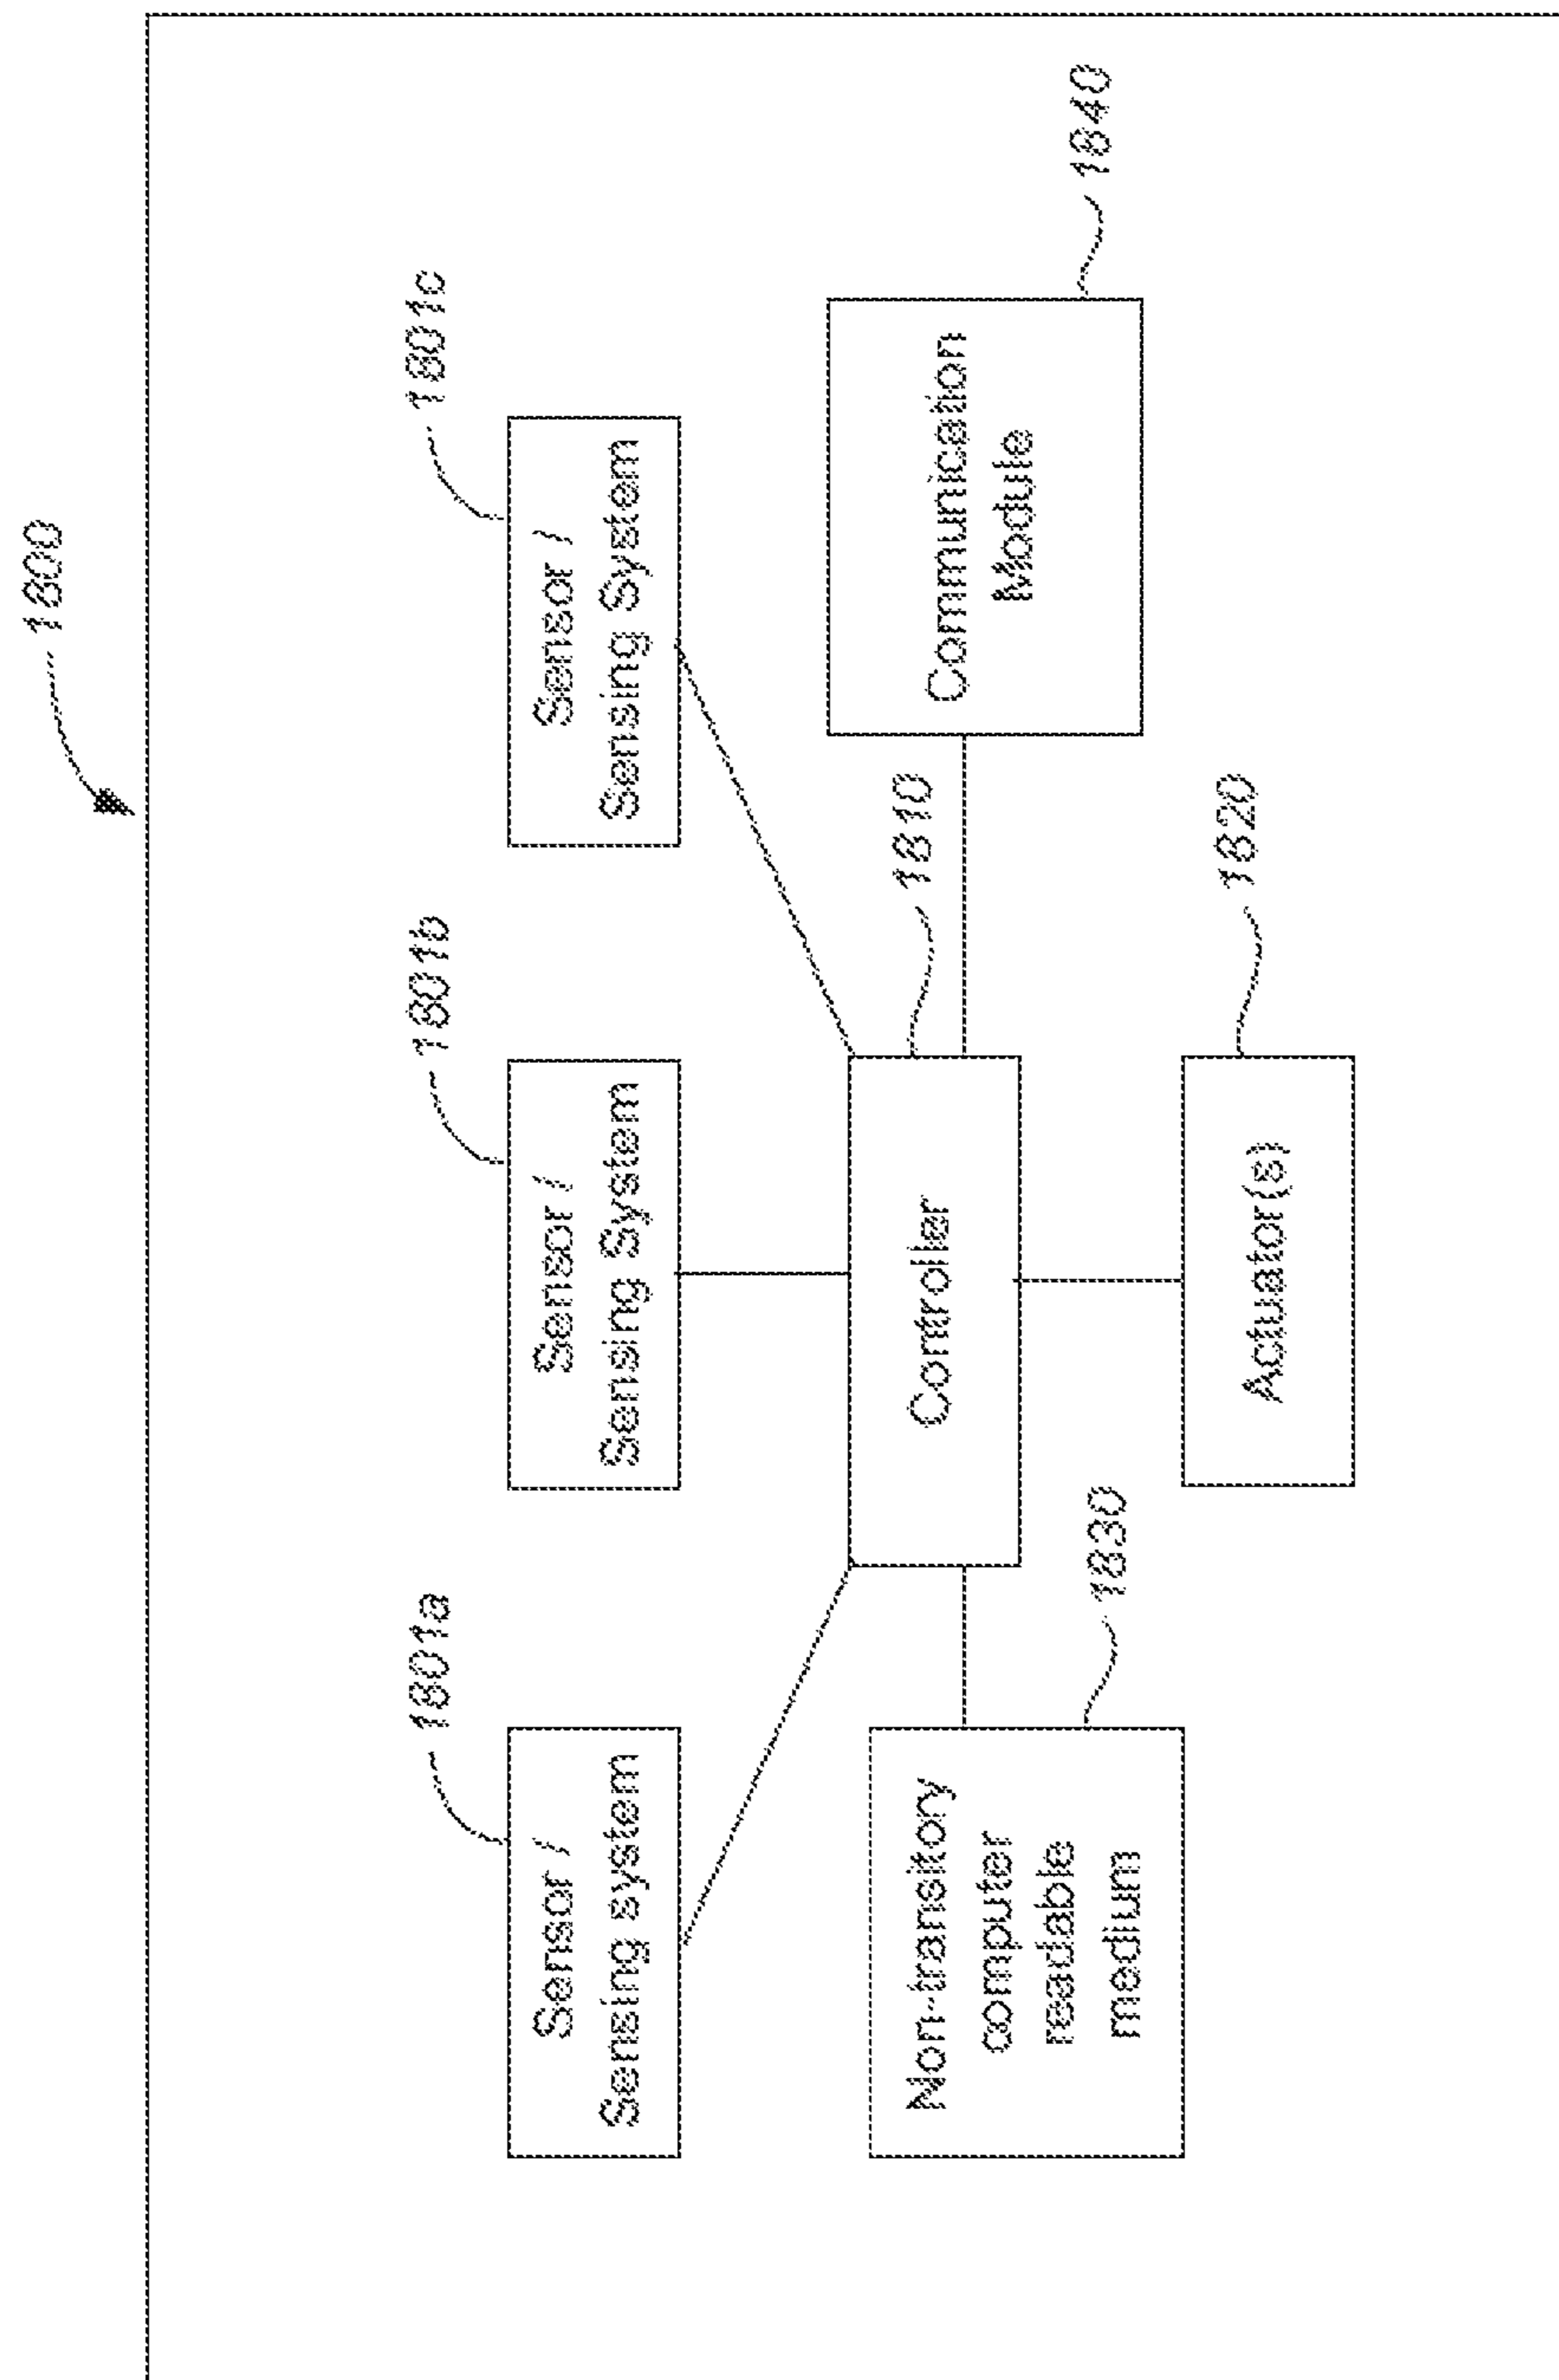 1800
1801a
1801b
1801c
Sensor /
Sensing system
Sensor /
Sensing System
Sensor /
Sensing System
1810
Controller
Non-transitory
computer
readable
medium
1830
Communication
Module
1840
1820
Actuator(s)